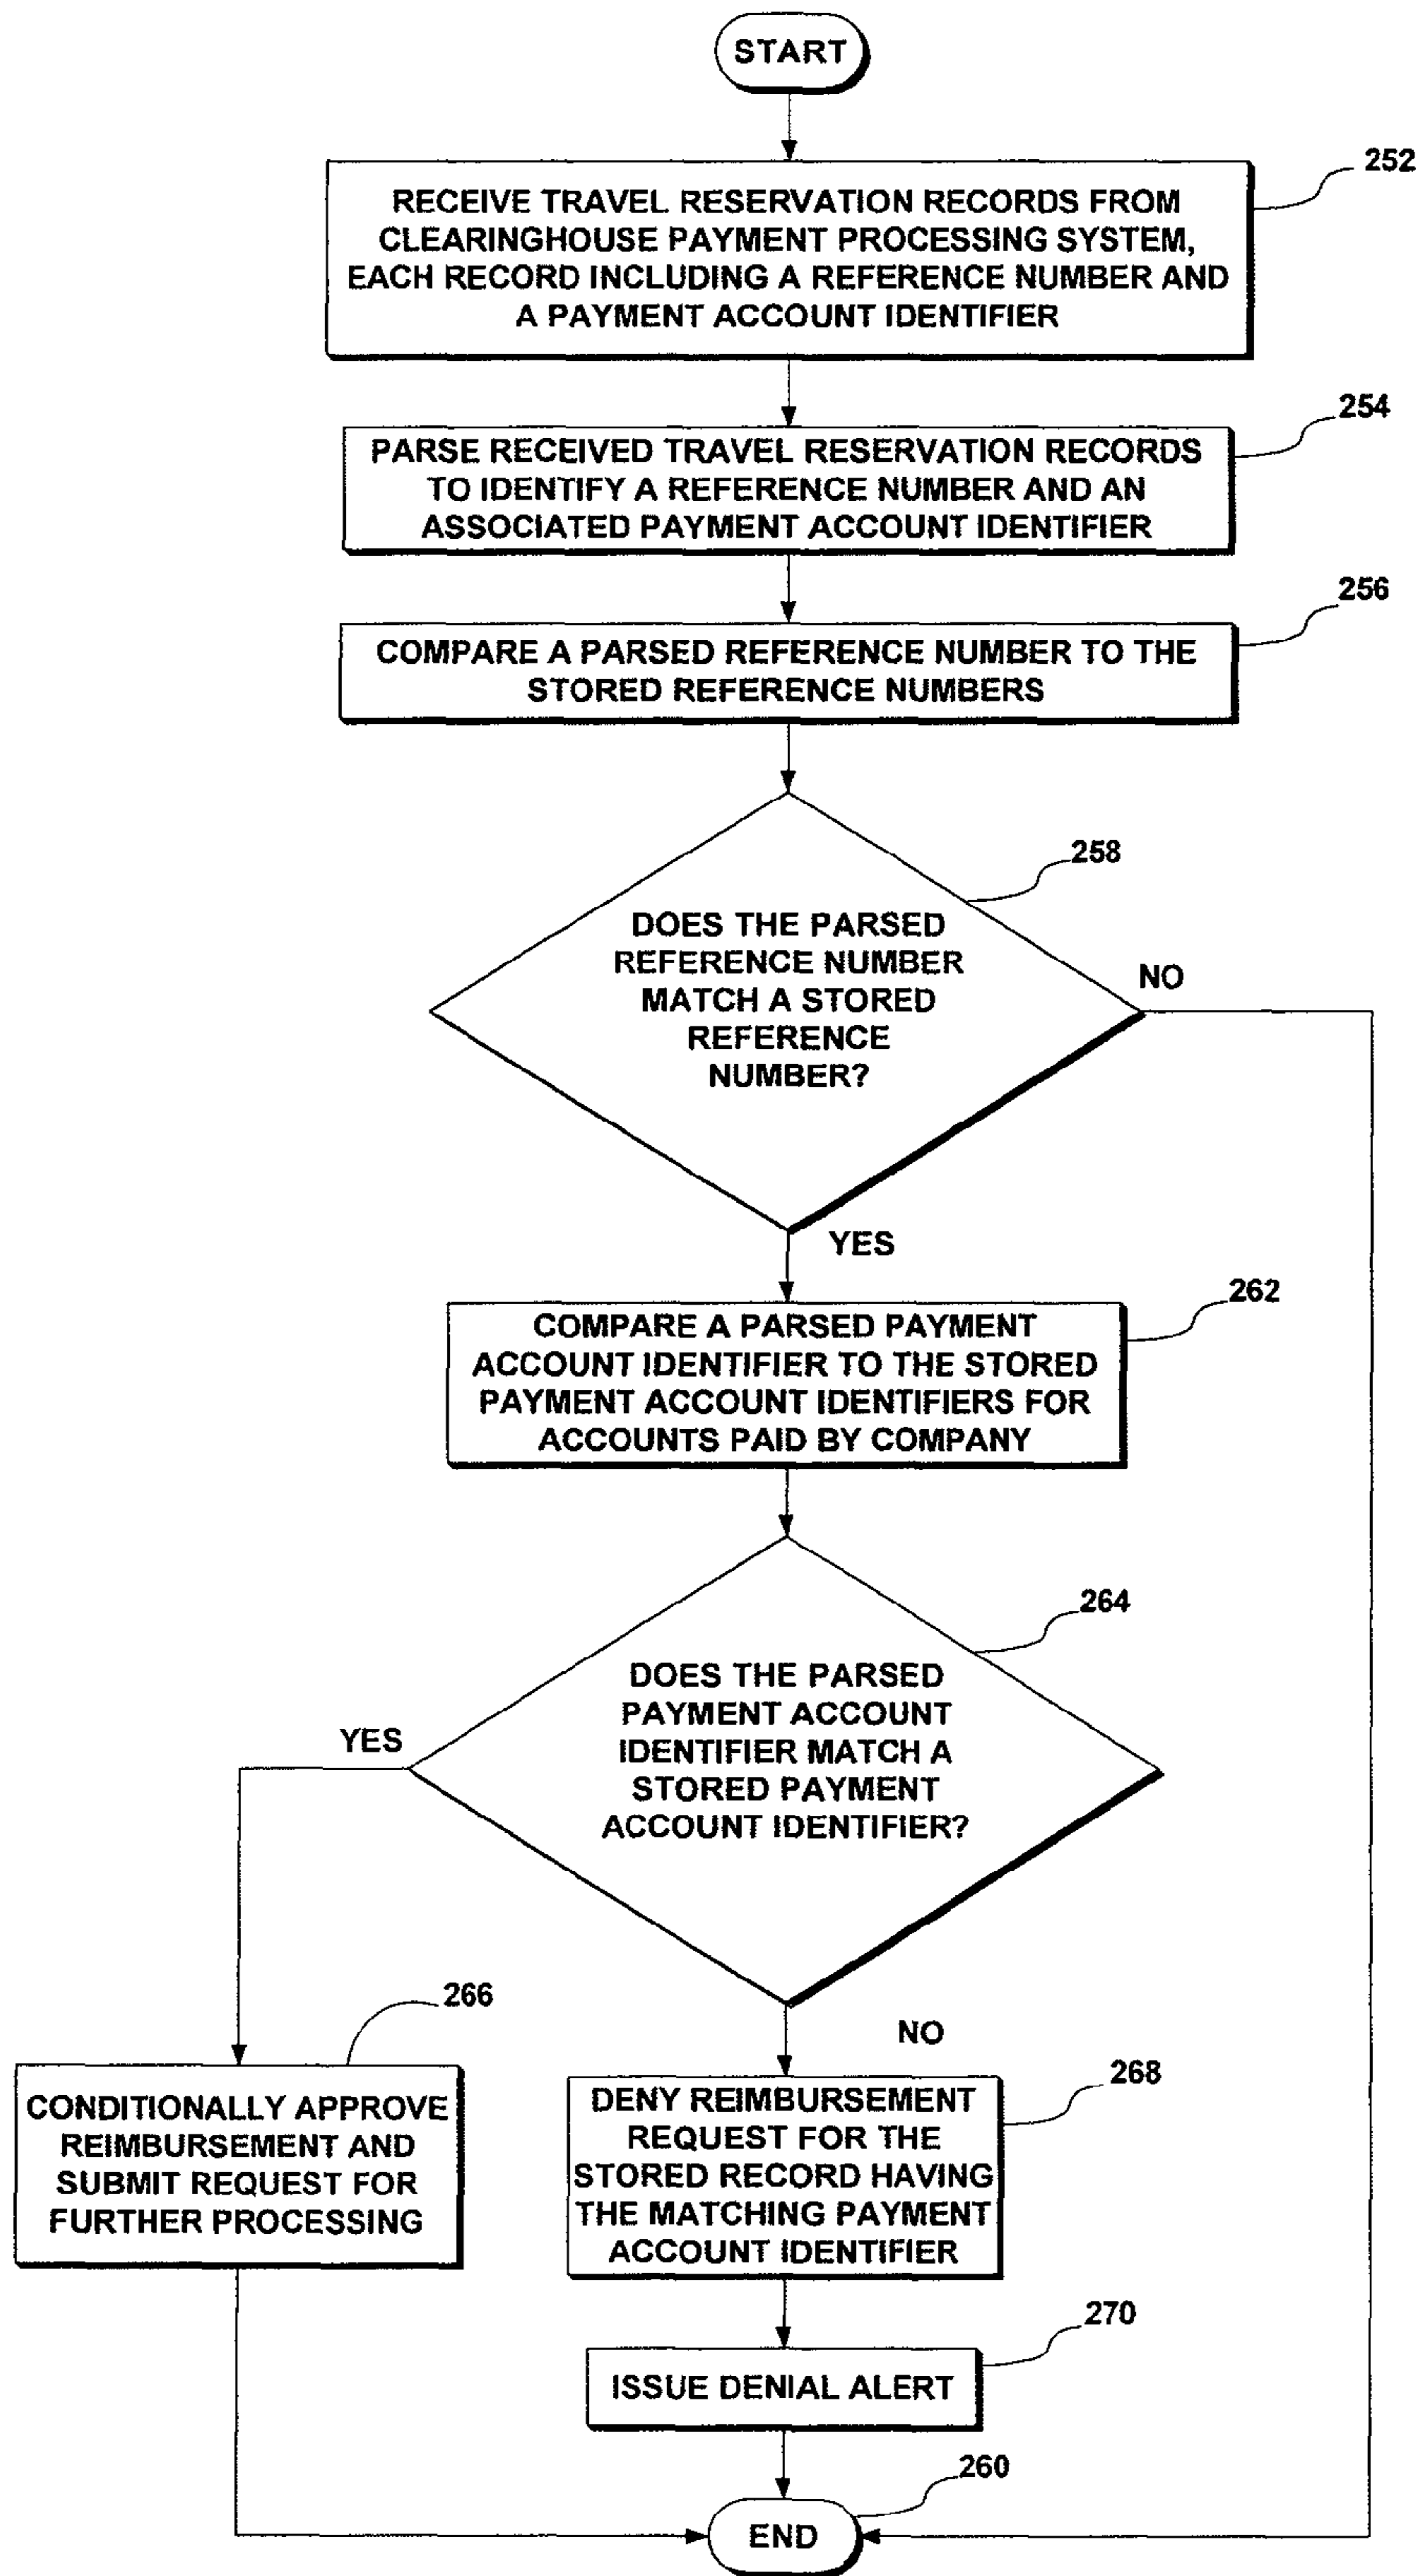 START
252
RECEIVE TRAVEL RESERVATION RECORDS FROM
CLEARINGHOUSE PAYMENT PROCESSING SYSTEM,
EACH RECORD INCLUDING A REFERENCE NUMBER AND
A PAYMENT ACCOUNT IDENTIFIER
254
PARSE RECEIVED TRAVEL RESERVATION RECORDS
TO IDENTIFY A REFERENCE NUMBER AND AN
ASSOCIATED PAYMENT ACCOUNT IDENTIFIER
256
COMPARE A PARSED REFERENCE NUMBER TO THE
STORED REFERENCE NUMBERS
258
DOES THE PARSED
REFERENCE NUMBER
MATCH A STORED
REFERENCE
NUMBER?
NO
YES
262
COMPARE A PARSED PAYMENT
ACCOUNT IDENTIFIER TO THE STORED
PAYMENT ACCOUNT IDENTIFIERS FOR
ACCOUNTS PAID BY COMPANY
264
DOES THE PARSED
PAYMENT ACCOUNT
IDENTIFIER MATCH A
STORED PAYMENT
ACCOUNT IDENTIFIER?
YES
NO
266
CONDITIONALLY APPROVE
REIMBURSEMENT AND
SUBMIT REQUEST FOR
FURTHER PROCESSING
268
DENY REIMBURSEMENT
REQUEST FOR THE
STORED RECORD HAVING
THE MATCHING PAYMENT
ACCOUNT IDENTIFIER
270
ISSUE DENIAL ALERT
260
END